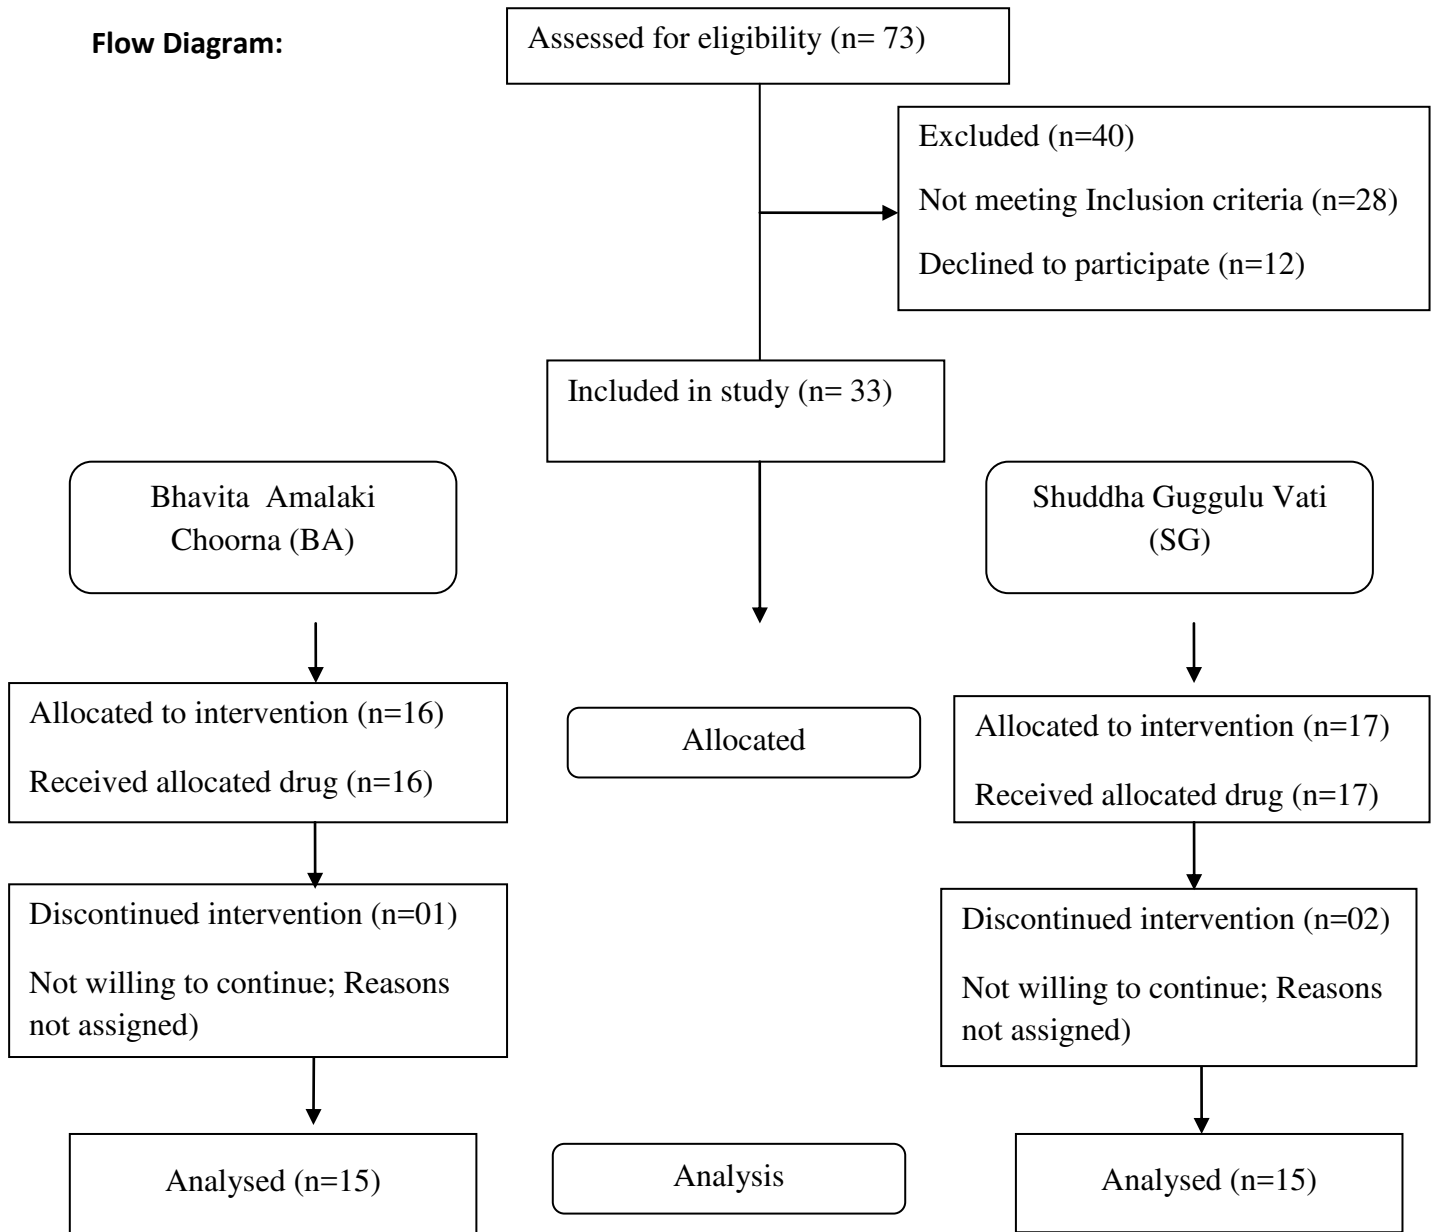 Flow Diagram:
Assessed for eligibility (n= 73)
Excluded (n=40)
Not meeting Inclusion criteria (n=28)
Declined to participate (n=12)
Included in study (n= 33)
Bhavita  Amalaki
Choorna (BA)
Shuddha Guggulu Vati
(SG)
Allocated to intervention (n=16)
Received allocated drug (n=16)
Allocated
Allocated to intervention (n=17)
Received allocated drug (n=17)
Discontinued intervention (n=01)
Not willing to continue; Reasons
not assigned)
Discontinued intervention (n=02)
Not willing to continue; Reasons
not assigned)
Analysed (n=15)
Analysis
Analysed (n=15)